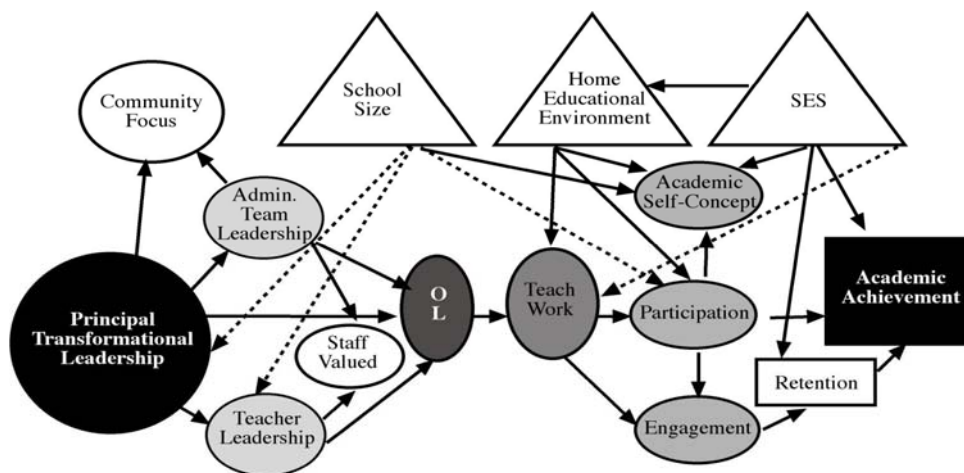 Community
Focus
School
Size
Home
Educational
Environment
SES
Admin.
Team
Leadership
Academic
Self-Concept
Principal
Transformational
Leadership
O
L
Teach
Work
Participation
Academic
Achievement
Staff
Valued
Retention
Teacher
Leadership
Engagement